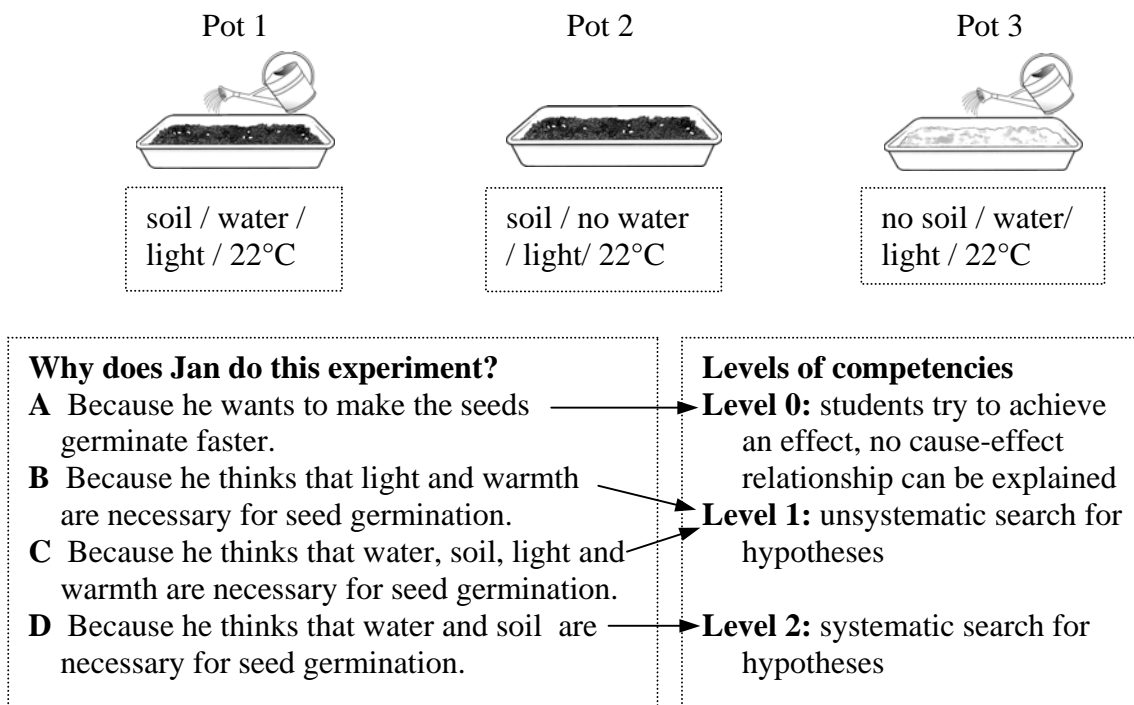 Pot 1
Pot 2
Pot 3
soil / water /
light / 22°C
soil / no water
/ light/ 22°C
no soil / water/
light / 22°C
Why does Jan do this experiment?
A Because he wants to make the seeds
germinate faster.
B Because he thinks that light and warmth
are necessary for seed germination.
C Because he thinks that water, soil, light and
warmth are necessary for seed germination.
D Because he thinks that water and soil are
necessary for seed germination.
Levels of competencies
Level 0: students try to achieve
an effect, no cause-effect
relationship can be explained
Level 1: unsystematic search for
hypotheses
Level 2: systematic search for
hypotheses